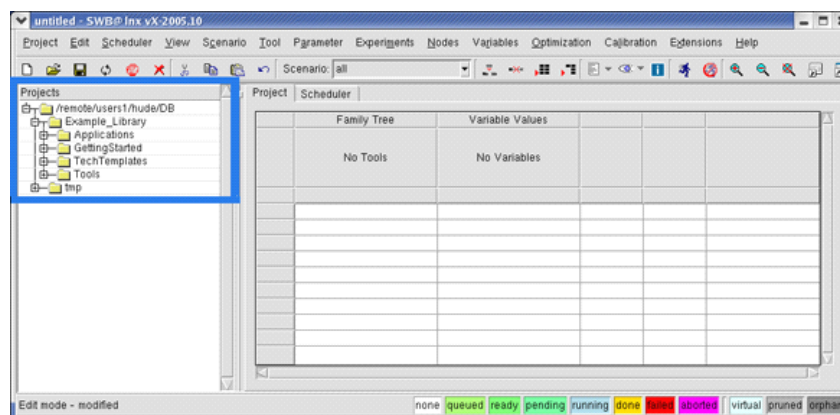 untitled - SWB@ lnx vX-2005.10
Project Edit Scheduler View Scenario Tool Parameter Experiments Nodes Variables Optimization Calibration Extensions Help
Scenario: all
Projects
Project Scheduler
/remote/users1/hude/DB
Example_Library
Applications
GettingStarted
TechTemplates
Tools
tmp
Family Tree Variable Values
No Tools No Variables
Edit mode - modified
none queued ready pending running done failed aborted virtual pruned orphan